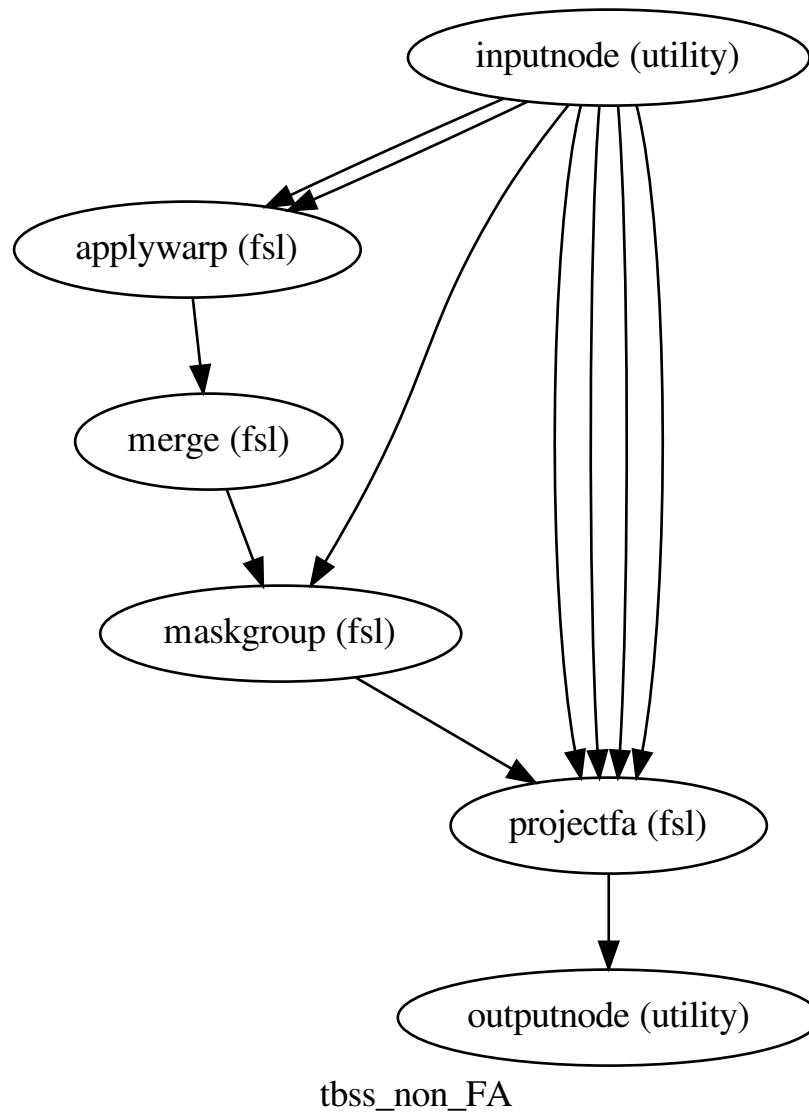 inputnode (utility)
applywarp (fsl)
merge (fsl)
maskgroup (fsl)
projectfa (fsl)
outputnode (utility)
tbss_non_FA